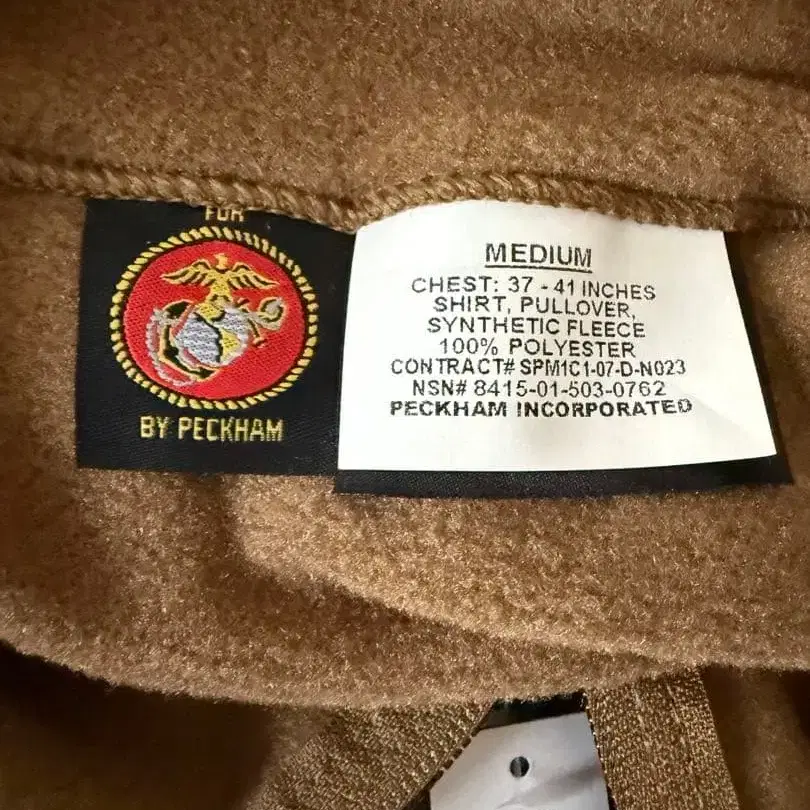 FOR
BY PECKHAM
MEDIUM
CHEST: 37 - 41 INCHES
SHIRT, PULLOVER,
SYNTHETIC FLEECE
100% POLYESTER
CONTRACT# SPM1C1-07-D-N023
NSN# 8415-01-503-0762
PECKHAM INCORPORATED